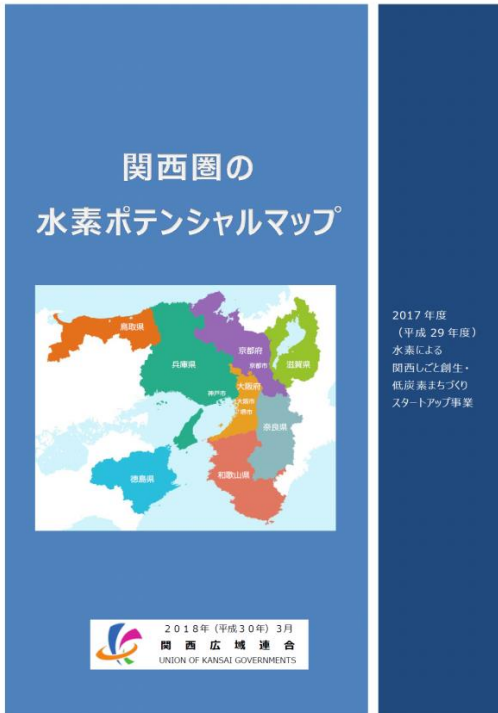 関西圏の
水素ポテンシャルマップ
鳥取県
兵庫県
京都府
京都市
滋賀県
大阪府
神戸市
大阪市
堺市
奈良県
徳島県
和歌山県
2018年(平成30年)3月
関西広域連合
UNION OF KANSAI GOVERNMENTS
2017年度
(平成29年度)
水素による
関西しごと創生・
低炭素まちづくり
スタートアップ事業